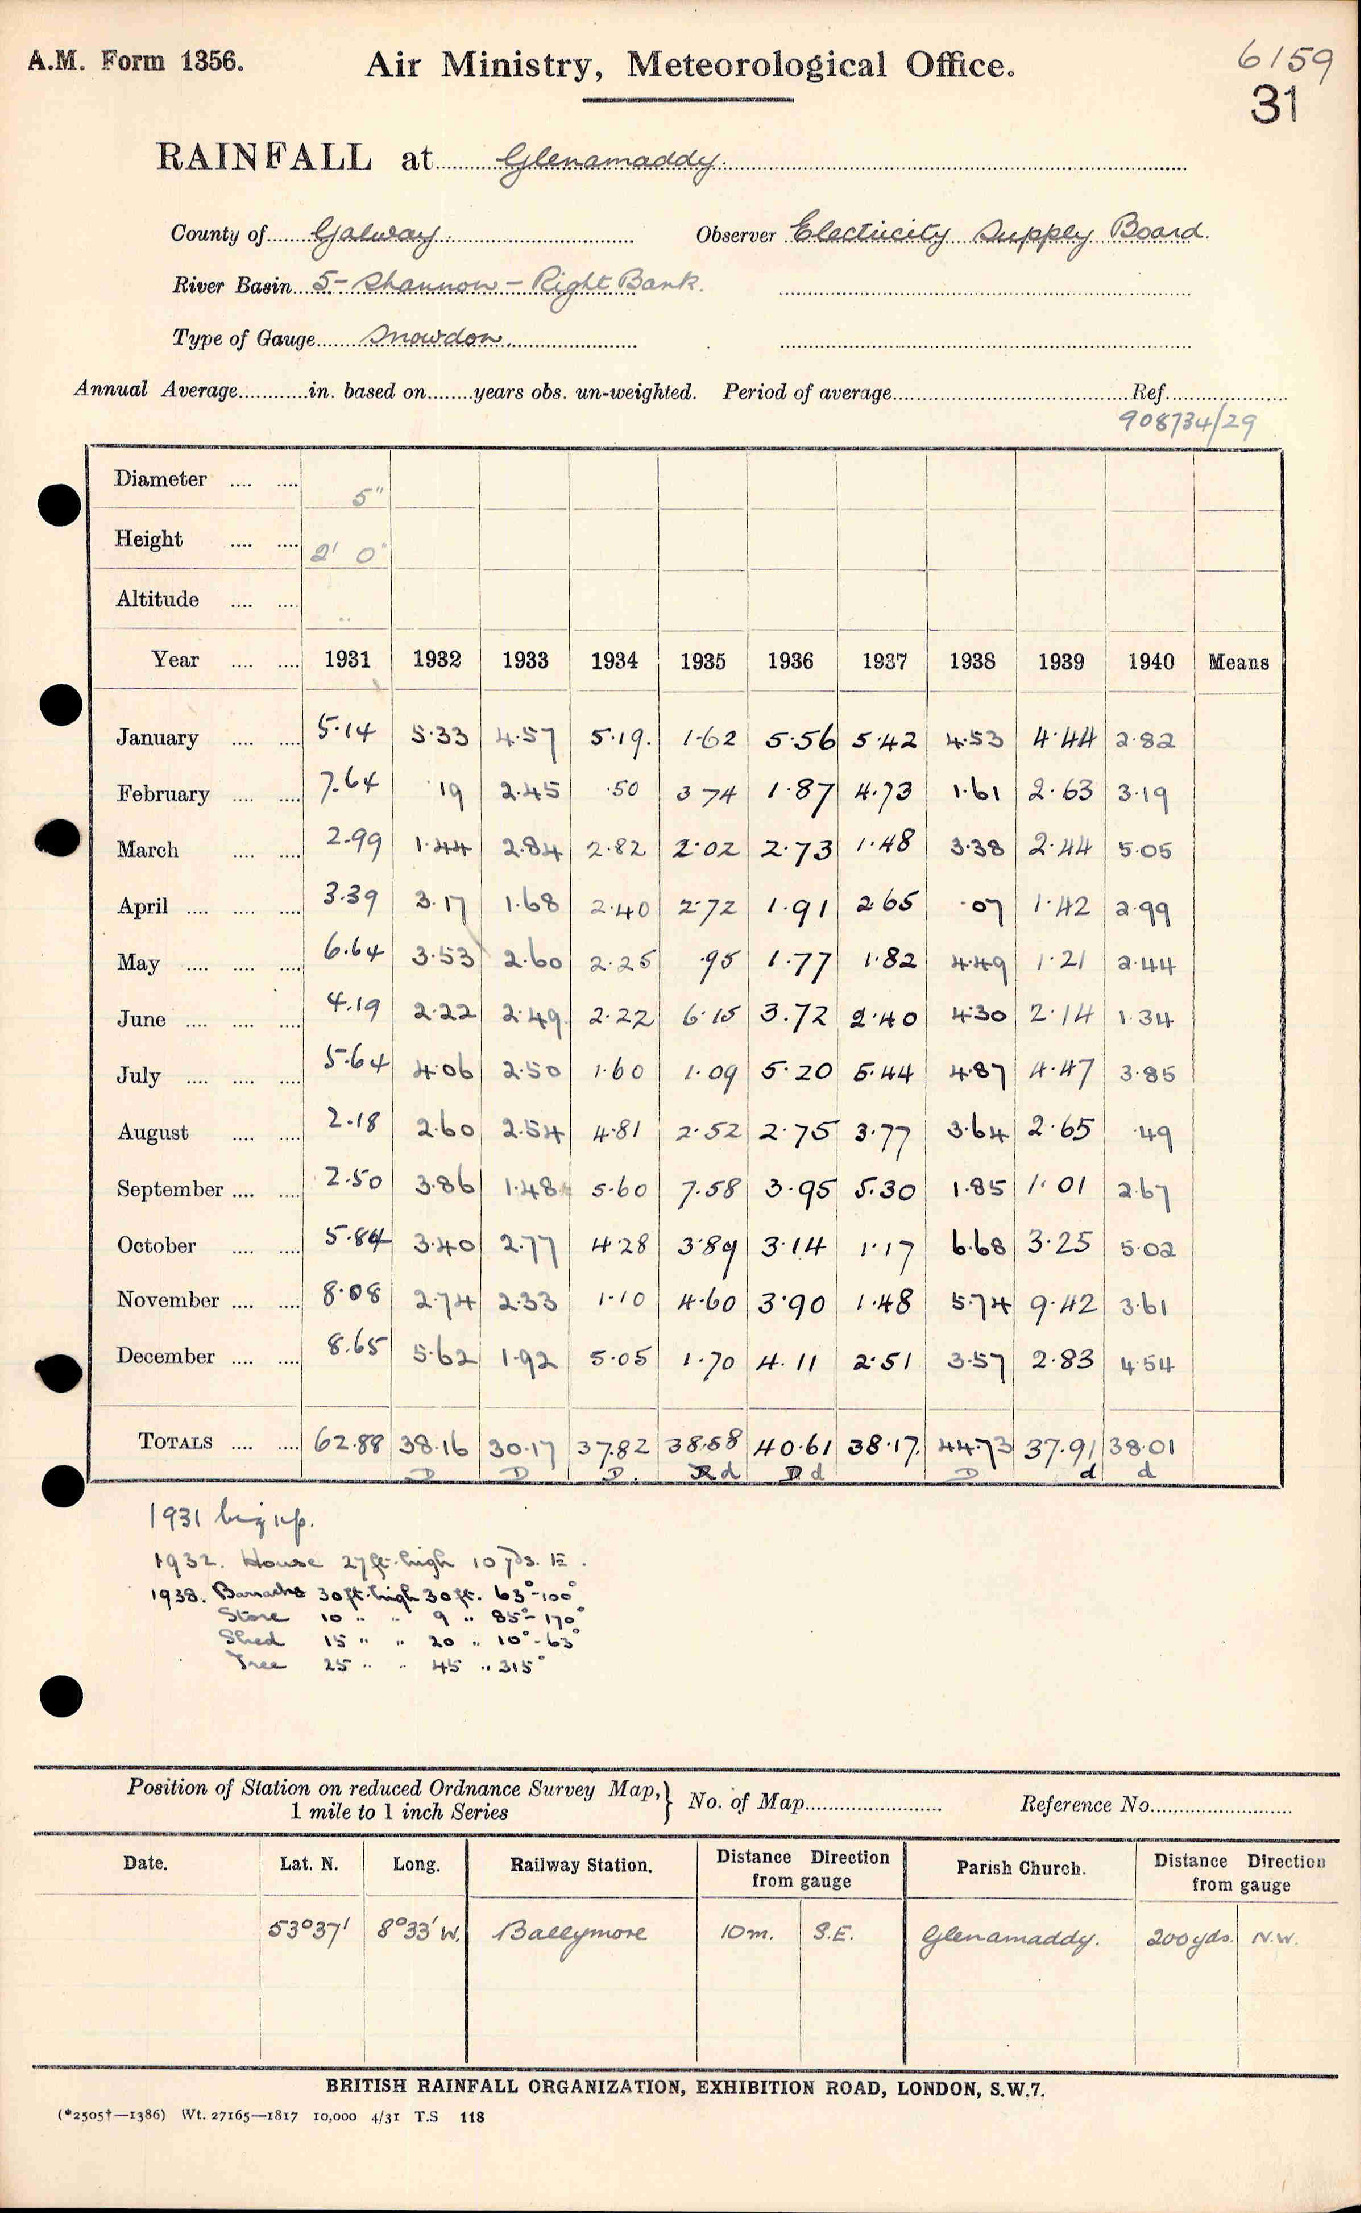 A.M. Form 1356.
Air Ministry, Meteorological Office.
6159
31
RAINFALL at Glenamaddy
County of Galway
Observer Electricity Supply Board
River Basin 5 - Shannon - Right Bank.
Type of Gauge Snowdon
Annual Average in. based on years obs. un-weighted. Period of average Ref.
908734/29
Diameter 5"
Height 2' 0"
Altitude
Year 1931 1932 1933 1934 1935 1936 1937 1938 1939 1940 Means
January 5.14 5.33 4.57 5.19. 1.62 5.56 5.42 4.53 4.44 2.82
February 7.64 19 2.45 .50 3 74 1.87 4.73 1.61 2.63 3.19
March 2.99 1.44 2.84 2.82 2.02 2.73 1.48 3.38 2.44 5.05
April 3.39 3.17 1.68 2.40 2.72 1.91 2.65 .07 1.42 2.99
May 6.64 3.53 2.60 2.25 .95 1.77 1.82 4.49 1.21 2.44
June 4.19 2.22 2.49 2.22 6.15 3.72 2.40 4.30 2.14 1.34
July 5.64 4.06 2.50 1.60 1.09 5.20 5.44 4.87 4.47 3.85
August 2.18 2.60 2.54 4.81 2.52 2.75 3.77 3.64 2.65 .49
September 2.50 3.86 1.48 5.60 7.58 3.95 5.30 1.85 1.01 2.67
October 5.84 3.40 2.77 4.28 3.89 3.14 1.17 6.68 3.25 5.02
November 8.08 2.74 2.33 1.10 4.60 3.90 1.48 5.74 9.42 3.61
December 8.65 5.62 1.92 5.05 1.70 4.11 2.51 3.57 2.83 4.54
TOTALS 62.88 38.16 30.17 37.82 38.58 40.61 38.17. 44.73 37.91 38.01
D D D. d D d D d d
1931 big up.
1932. House 27ft. high 10 yds. E.
1938. Barracks 30ft. high 30ft. 63°-100°
Store 10 " " 9 " 85°-170°
Shed 15 " " 20 " 10°-63°
Tree 25 " " 45 " 315°
Position of Station on reduced Ordnance Survey Map,
1 mile to 1 inch Series
No. of Map
Reference No.
Date. Lat. N. Long. Railway Station. Distance Direction from gauge Parish Church. Distance Direction from gauge
53°37' 8°33'W. Ballymore 10m. S.E. Glenamaddy. 200yds. N.W.
BRITISH RAINFALL ORGANIZATION, EXHIBITION ROAD, LONDON, S.W.7.
(*2505†—1386) Wt. 27165—1817 10,000 4/31 T.S 118